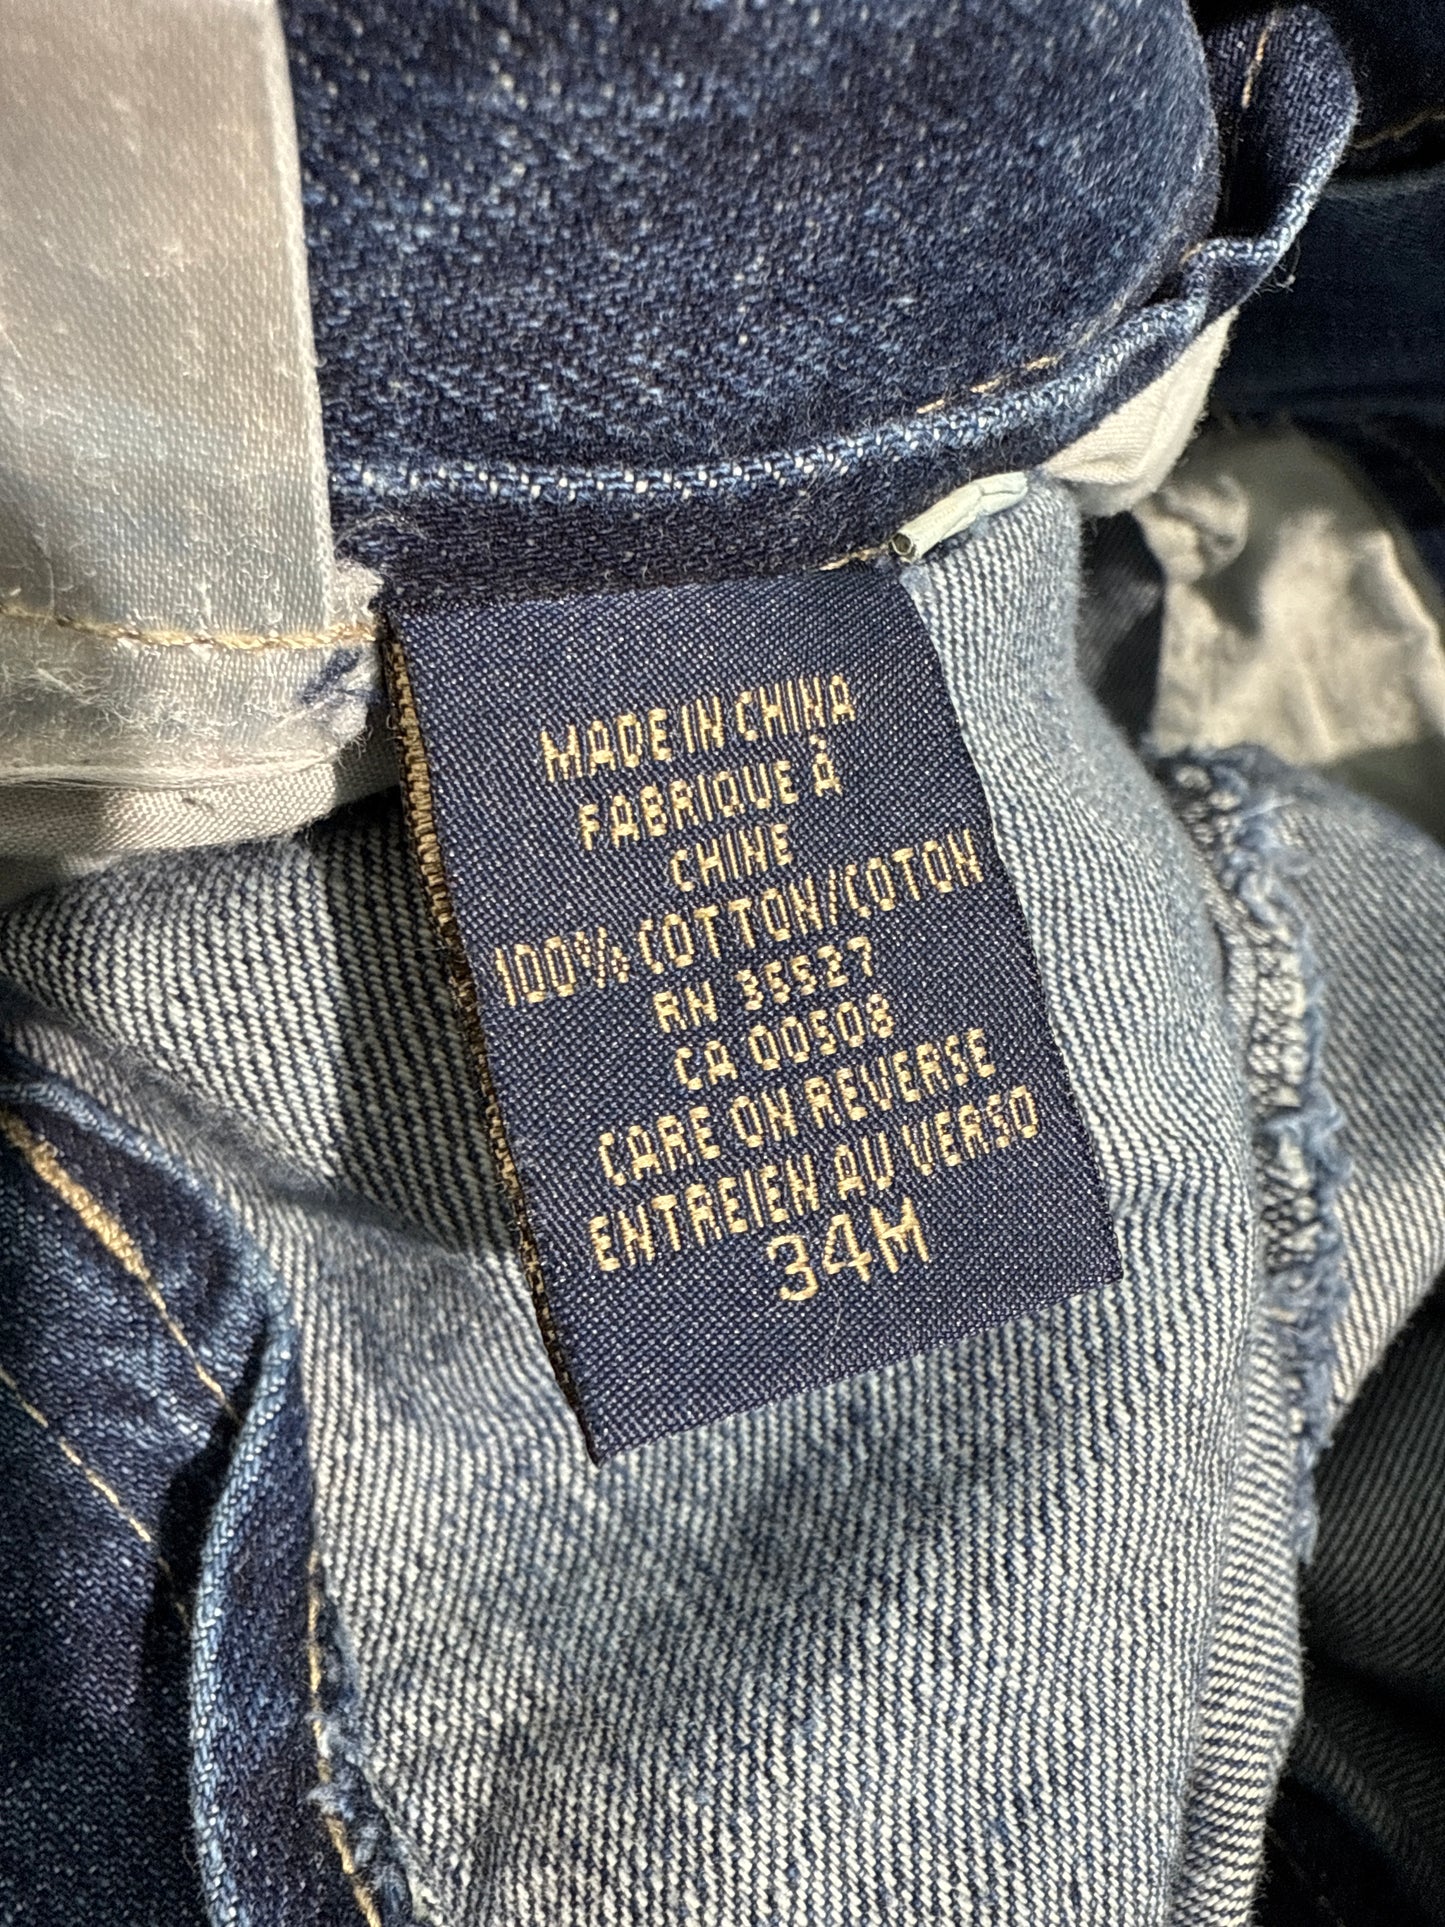 MADE IN CHINA
FABRIQUE À
CHINE
100% COTTON/COTON
RN 35527
CA 00508
CARE ON REVERSE
ENTREIEN AU VERSO
34M